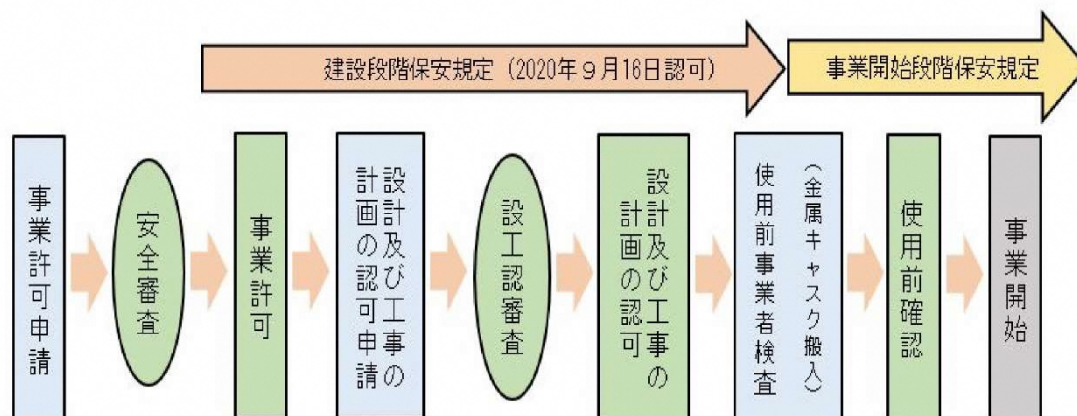 建設段階保安規定（2020年９月16日認可）
事業開始段階保安規定
事業許可申請
安全審査
事業許可
設計及び工事の
計画の認可申請
設工認審査
設計及び工事の
計画の認可
（金属キャスク搬入）
使用前事業者検査
使用前確認
事業開始